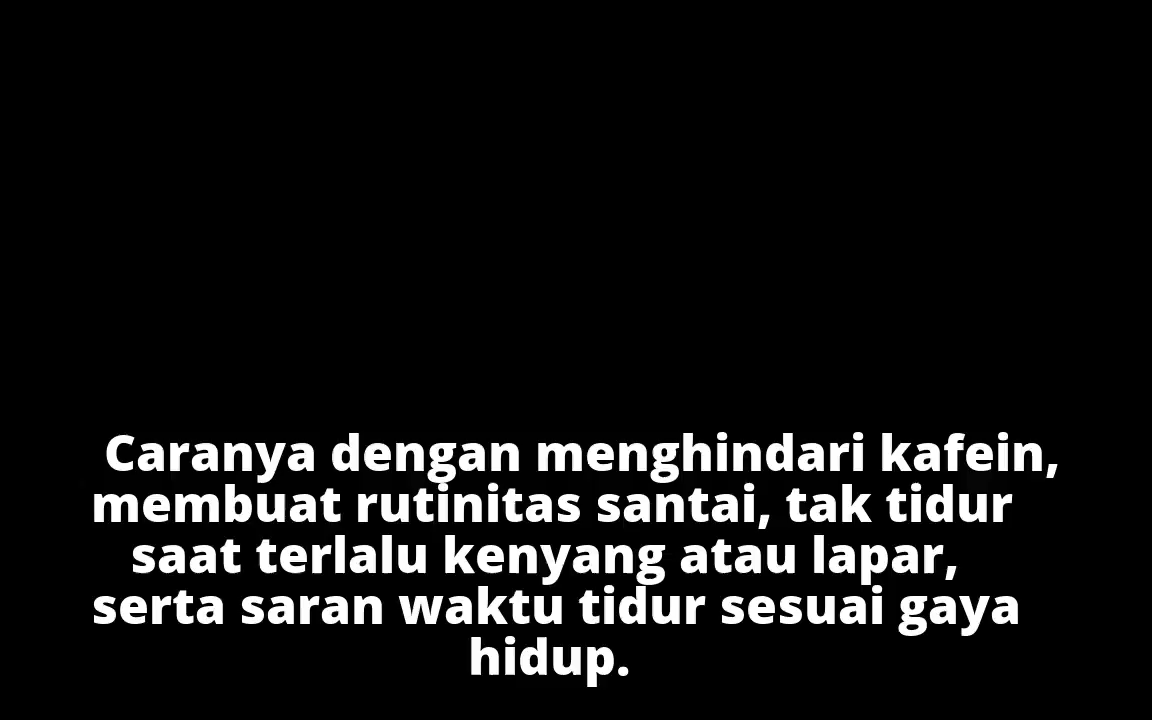 Caranya dengan menghindari kafein,
membuat rutinitas santai, tak tidur
saat terlalu kenyang atau lapar,
serta saran waktu tidur sesuai gaya
hidup.